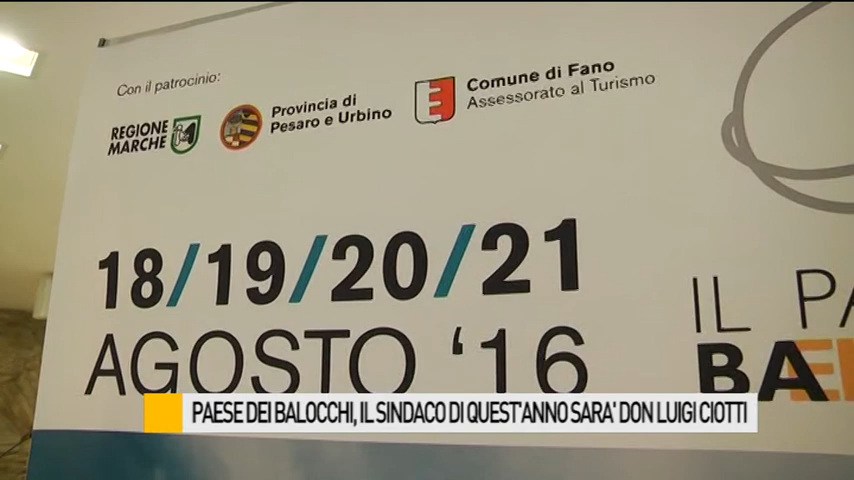 Con il patrocinio:
REGIONE
MARCHE
Provincia di
Pesaro e Urbino
Comune di Fano
Assessorato al Turismo
18/19/20/21
AGOSTO '16
IL
BA
PAESE DEI BALOCCHI, IL SINDACO DI QUEST'ANNO SARA' DON LUIGI CIOTTI